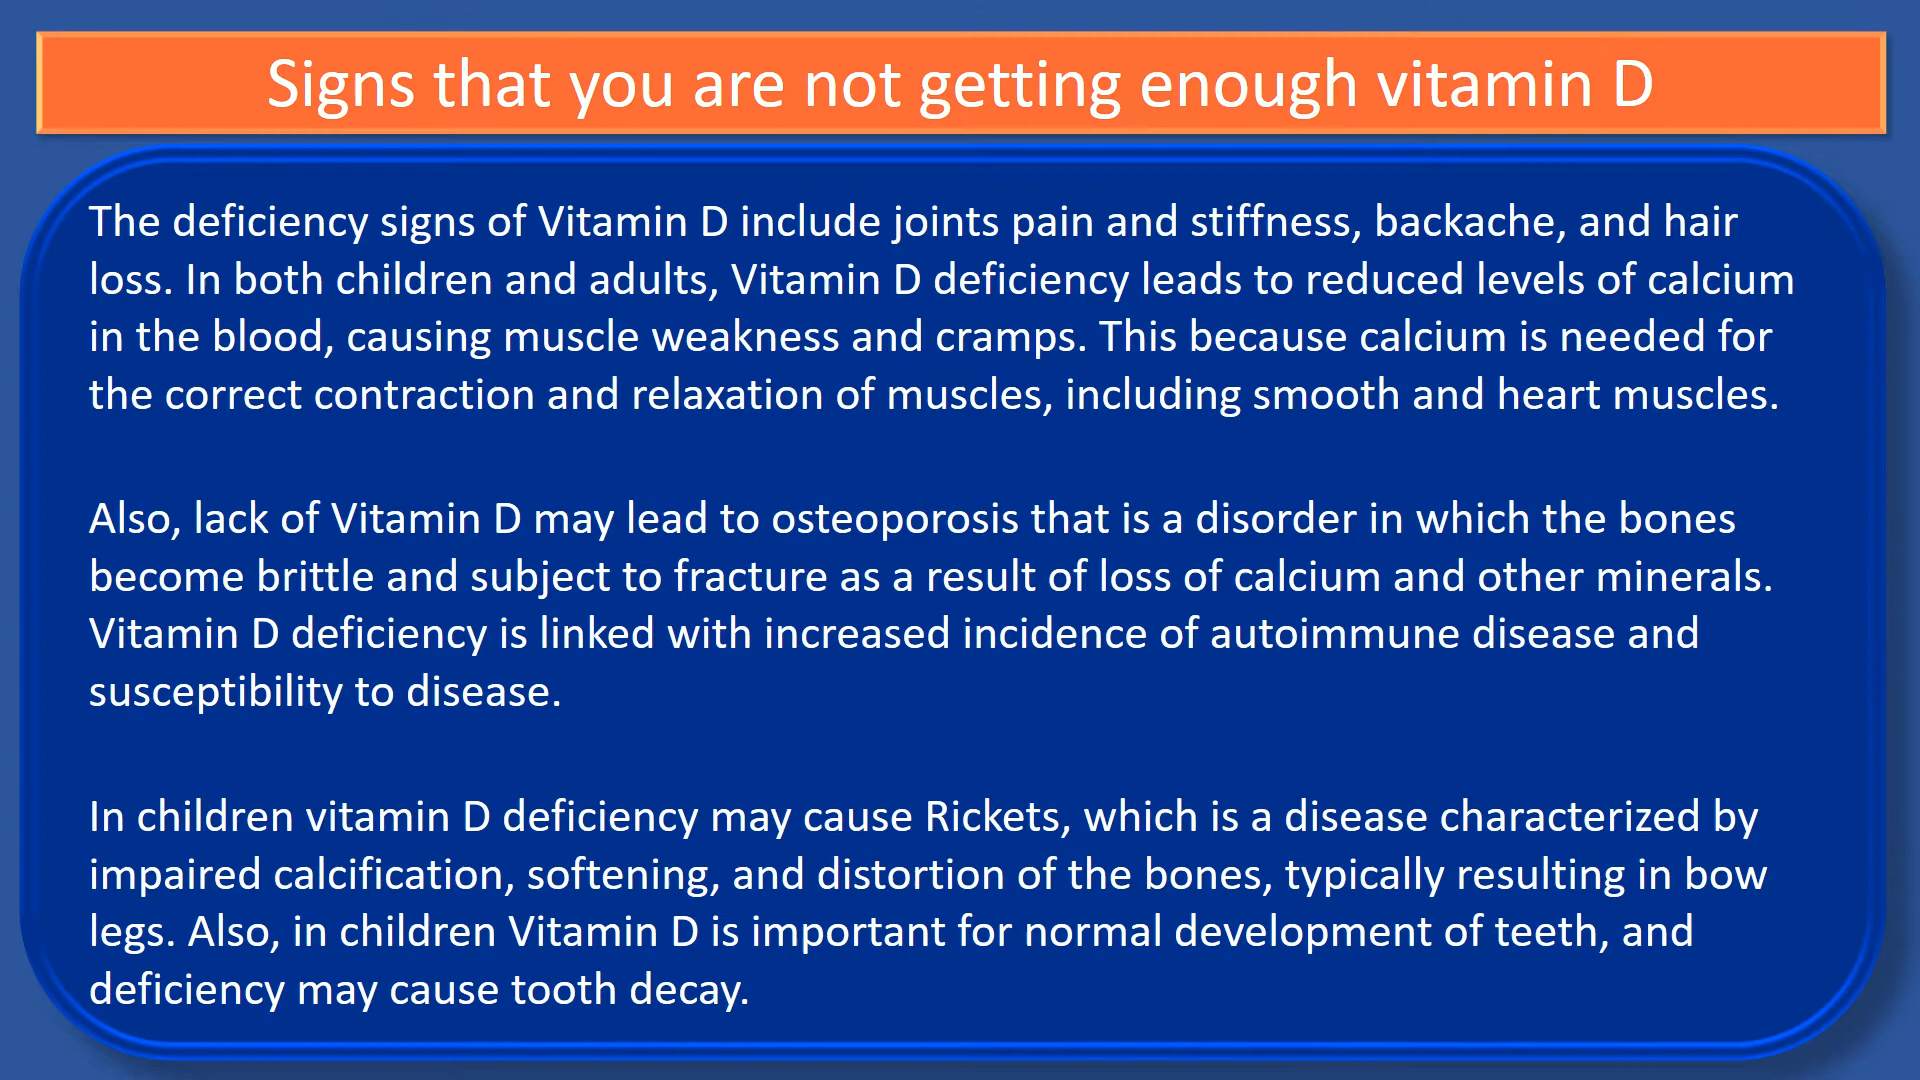 Signs that you are not getting enough vitamin D
The deficiency signs of Vitamin D include joints pain and stiffness, backache, and hair
loss. In both children and adults, Vitamin D deficiency leads to reduced levels of calcium
in the blood, causing muscle weakness and cramps. This because calcium is needed for
the correct contraction and relaxation of muscles, including smooth and heart muscles.
Also, lack of Vitamin D may lead to osteoporosis that is a disorder in which the bones
become brittle and subject to fracture as a result of loss of calcium and other minerals.
Vitamin D deficiency is linked with increased incidence of autoimmune disease and
susceptibility to disease.
In children vitamin D deficiency may cause Rickets, which is a disease characterized by
impaired calcification, softening, and distortion of the bones, typically resulting in bow
legs. Also, in children Vitamin D is important for normal development of teeth, and
deficiency may cause tooth decay.